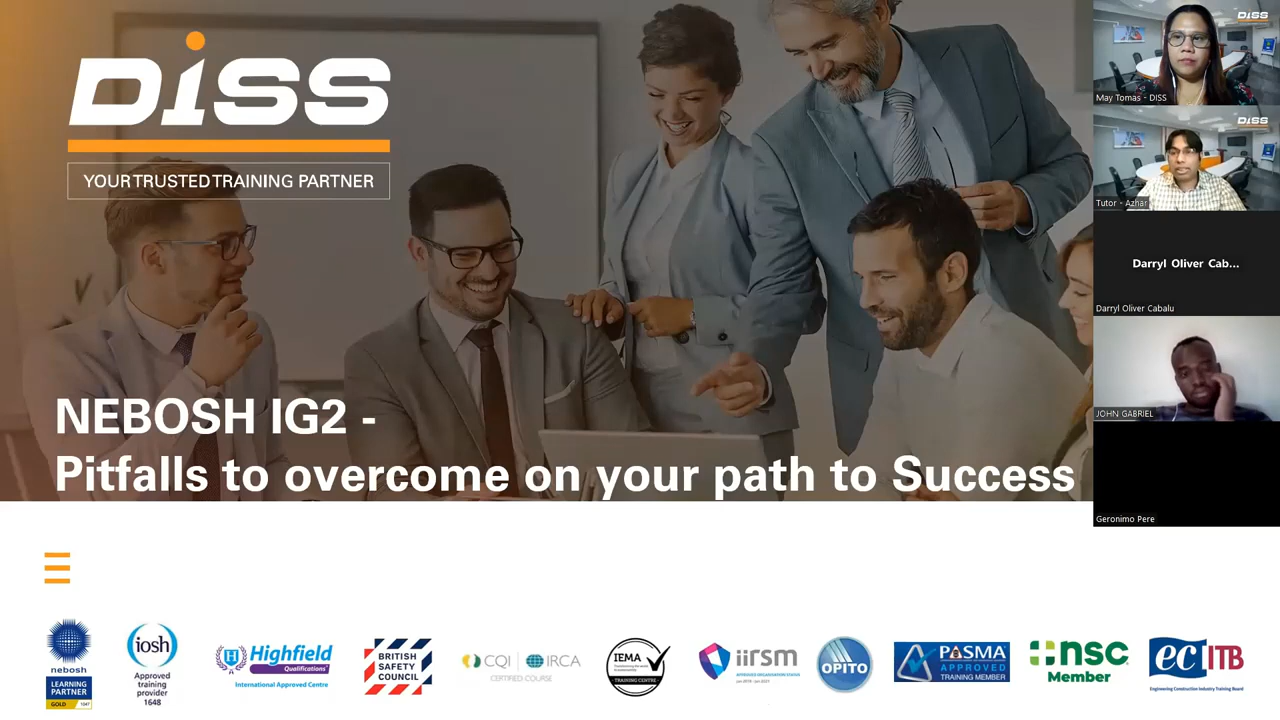 DiSS
YOUR TRUSTED TRAINING PARTNER
NEBOSH IG2 -
Pitfalls to overcome on your path to Success
DiSS
May Tomas - DISS
DiSS
Tutor - Azhar
Darryl Oliver Cab...
Darryl Oliver Cabalu
JOHN GABRIEL
Geronimo Pere
nebosh
LEARNING
PARTNER
GOLD 1047
iosh
Approved
training
provider
1648
H
Highfield
Qualifications
International Approved Centre
BRITISH
SAFETY
COUNCIL
CQI IRCA
CERTIFIED COURSE
IEMA
TRAINING CENTRE
iirsm
OPITO
PASMA
APPROVED
TRAINING MEMBER
nsc
Member
ecITB
Engineering Construction Industry Training Board